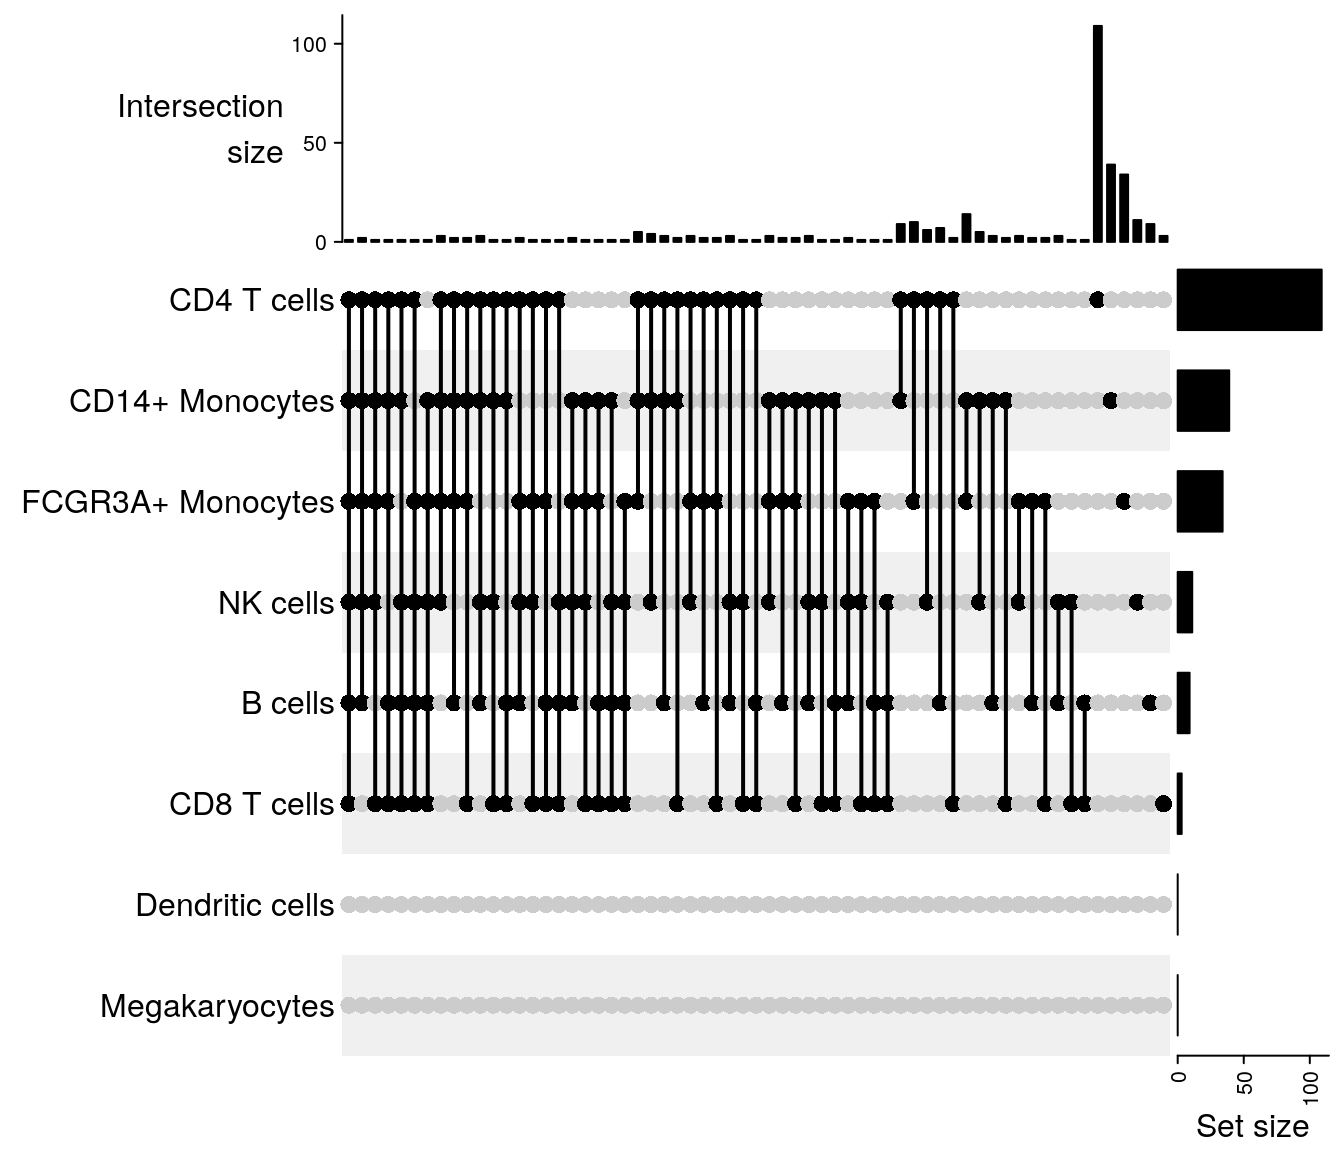 100
Intersection
50
size
0
CD4 T cells
CD14+ Monocytes
FCGR3A+ Monocytes
NK cells
B cells
CD8 T cells
Dendritic cells
Megakaryocytes
0
50
100
Set size